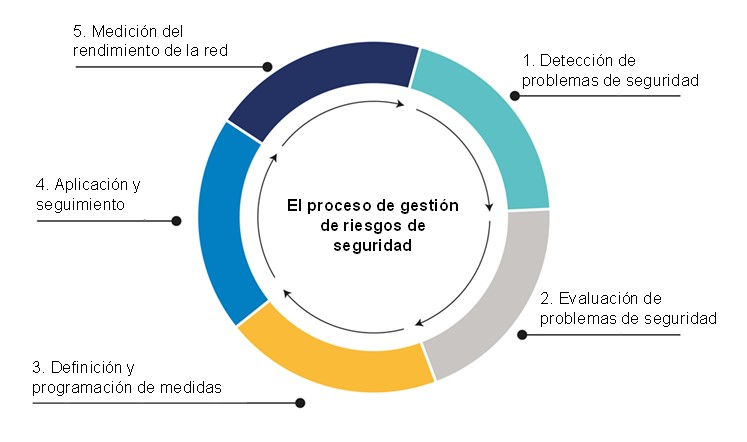 5. Medición del
rendimiento de la red
1. Detección de
problemas de seguridad
4. Aplicación y
seguimiento
El proceso de gestión
de riesgos de
seguridad
2. Evaluación de
problemas de seguridad
3. Definición y
programación de medidas